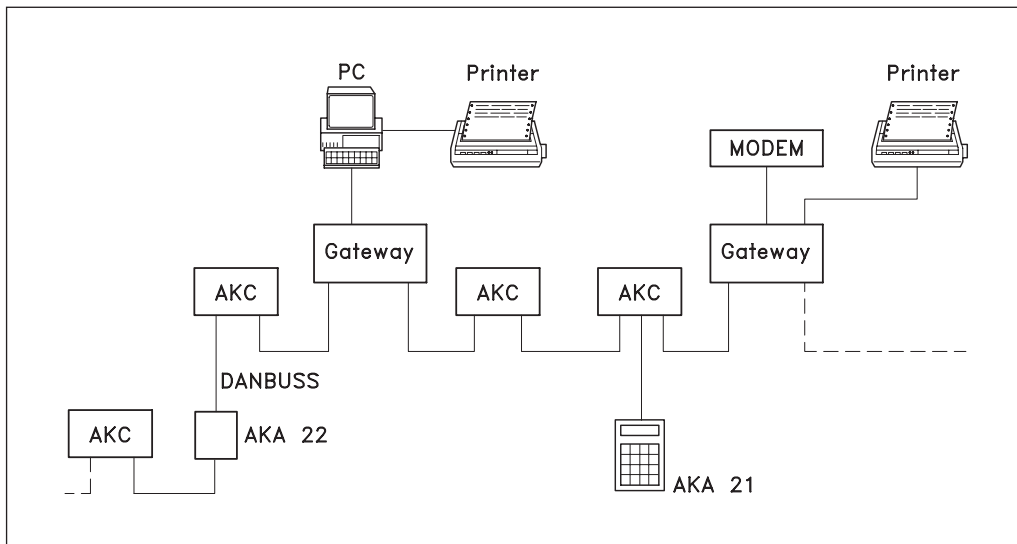 PC
Printer
Printer
MODEM
Gateway
Gateway
AKC
AKC
AKC
DANBUSS
AKC
AKA 22
AKA 21